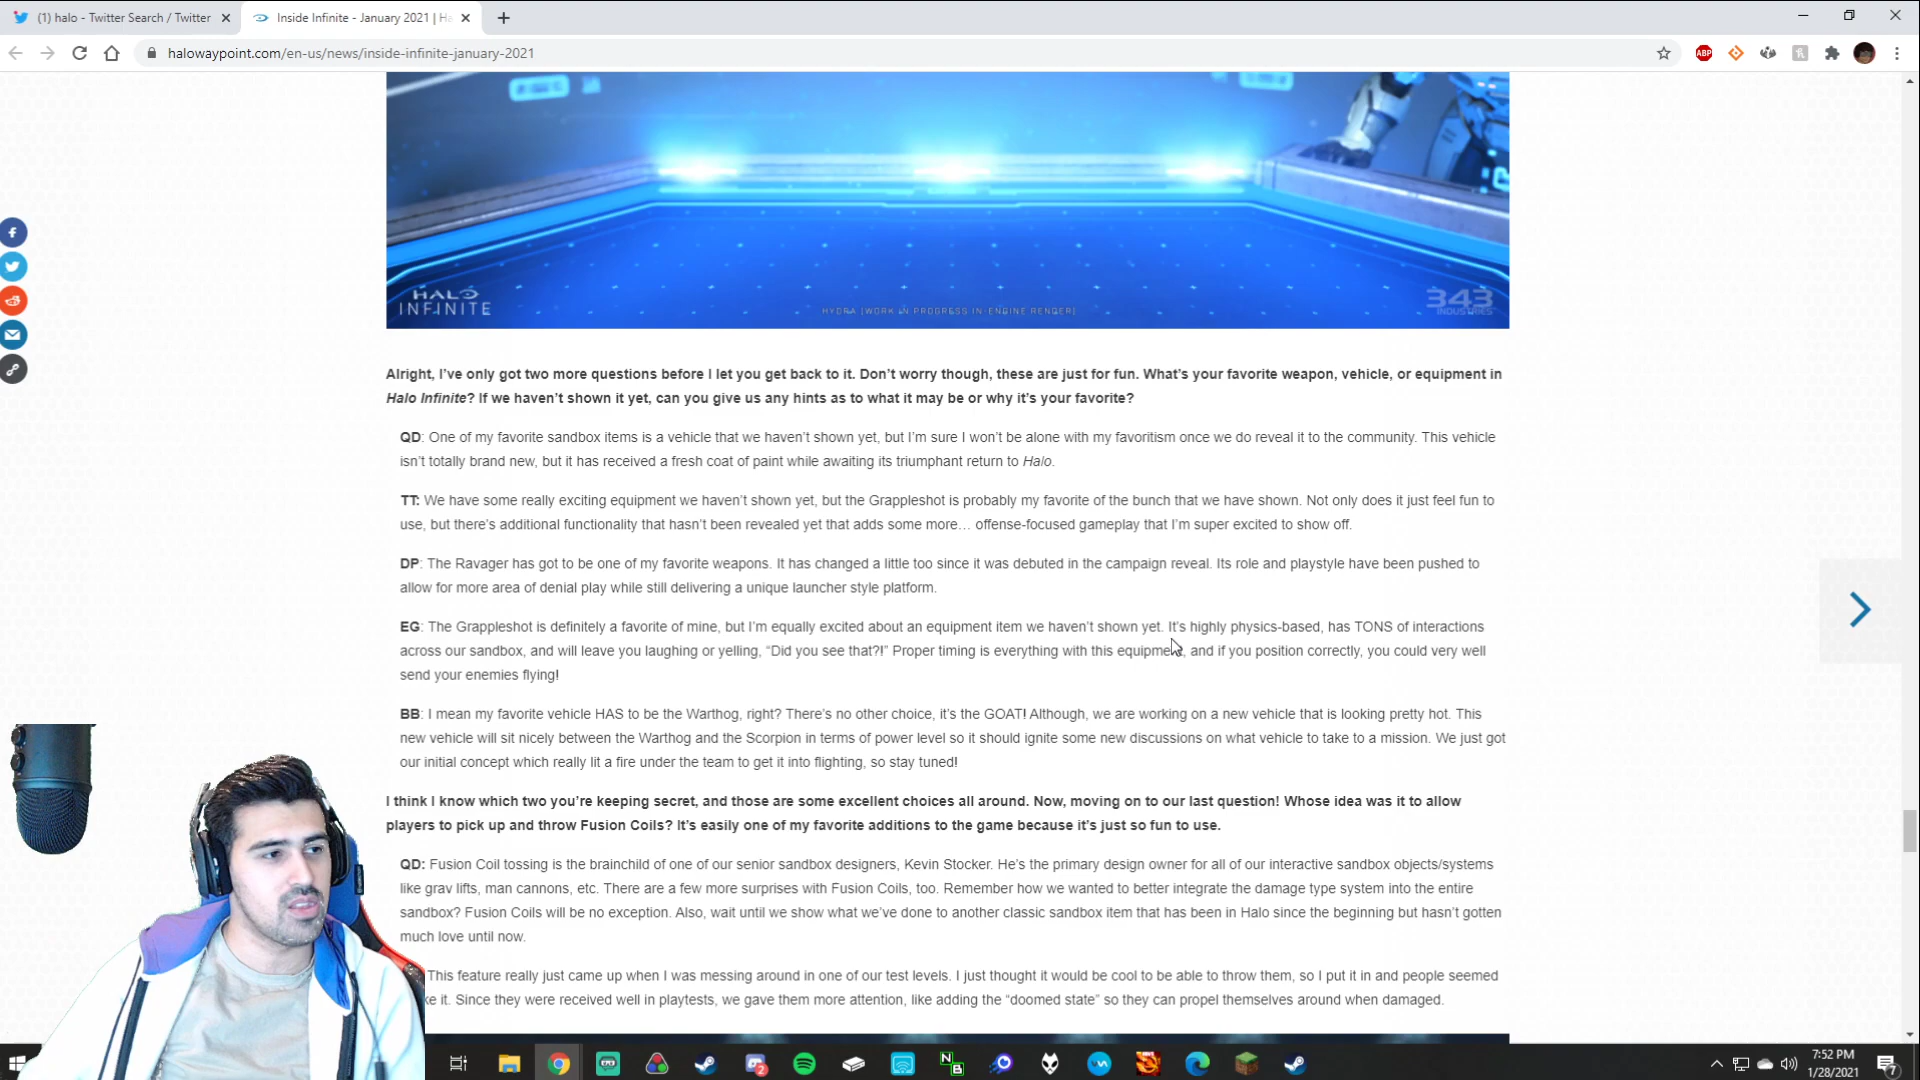 (1) halo - Twitter Search / Twitter
Inside Infinite - January 2021 | Ha
halowaypoint.com/en-us/news/inside-infinite-january-2021
ABP
HALO
INFINITE
HYDRA [WORK IN PROGRESS IN-ENGINE RENDER]
343
INDUSTRIES
Alright, I've only got two more questions before I let you get back to it. Don't worry though, these are just for fun. What's your favorite weapon, vehicle, or equipment in
Halo Infinite? If we haven't shown it yet, can you give us any hints as to what it may be or why it's your favorite?
QD: One of my favorite sandbox items is a vehicle that we haven't shown yet, but I'm sure I won't be alone with my favoritism once we do reveal it to the community. This vehicle
isn't totally brand new, but it has received a fresh coat of paint while awaiting its triumphant return to Halo.
TT: We have some really exciting equipment we haven't shown yet, but the Grappleshot is probably my favorite of the bunch that we have shown. Not only does it just feel fun to
use, but there's additional functionality that hasn't been revealed yet that adds some more… offense-focused gameplay that I'm super excited to show off.
DP: The Ravager has got to be one of my favorite weapons. It has changed a little too since it was debuted in the campaign reveal. Its role and playstyle have been pushed to
allow for more area of denial play while still delivering a unique launcher style platform.
EG: The Grappleshot is definitely a favorite of mine, but I'm equally excited about an equipment item we haven't shown yet. It's highly physics-based, has TONS of interactions
across our sandbox, and will leave you laughing or yelling, “Did you see that?!” Proper timing is everything with this equipment, and if you position correctly, you could very well
send your enemies flying!
BB: I mean my favorite vehicle HAS to be the Warthog, right? There's no other choice, it's the GOAT! Although, we are working on a new vehicle that is looking pretty hot. This
new vehicle will sit nicely between the Warthog and the Scorpion in terms of power level so it should ignite some new discussions on what vehicle to take to a mission. We just got
our initial concept which really lit a fire under the team to get it into flighting, so stay tuned!
I think I know which two you're keeping secret, and those are some excellent choices all around. Now, moving on to our last question! Whose idea was it to allow
players to pick up and throw Fusion Coils? It's easily one of my favorite additions to the game because it's just so fun to use.
QD: Fusion Coil tossing is the brainchild of one of our senior sandbox designers, Kevin Stocker. He's the primary design owner for all of our interactive sandbox objects/systems
like grav lifts, man cannons, etc. There are a few more surprises with Fusion Coils, too. Remember how we wanted to better integrate the damage type system into the entire
sandbox? Fusion Coils will be no exception. Also, wait until we show what we've done to another classic sandbox item that has been in Halo since the beginning but hasn't gotten
much love until now.
This feature really just came up when I was messing around in one of our test levels. I just thought it would be cool to be able to throw them, so I put it in and people seemed
ke it. Since they were received well in playtests, we gave them more attention, like adding the “doomed state” so they can propel themselves around when damaged.
2
N
B
7:52 PM
1/28/2021
7